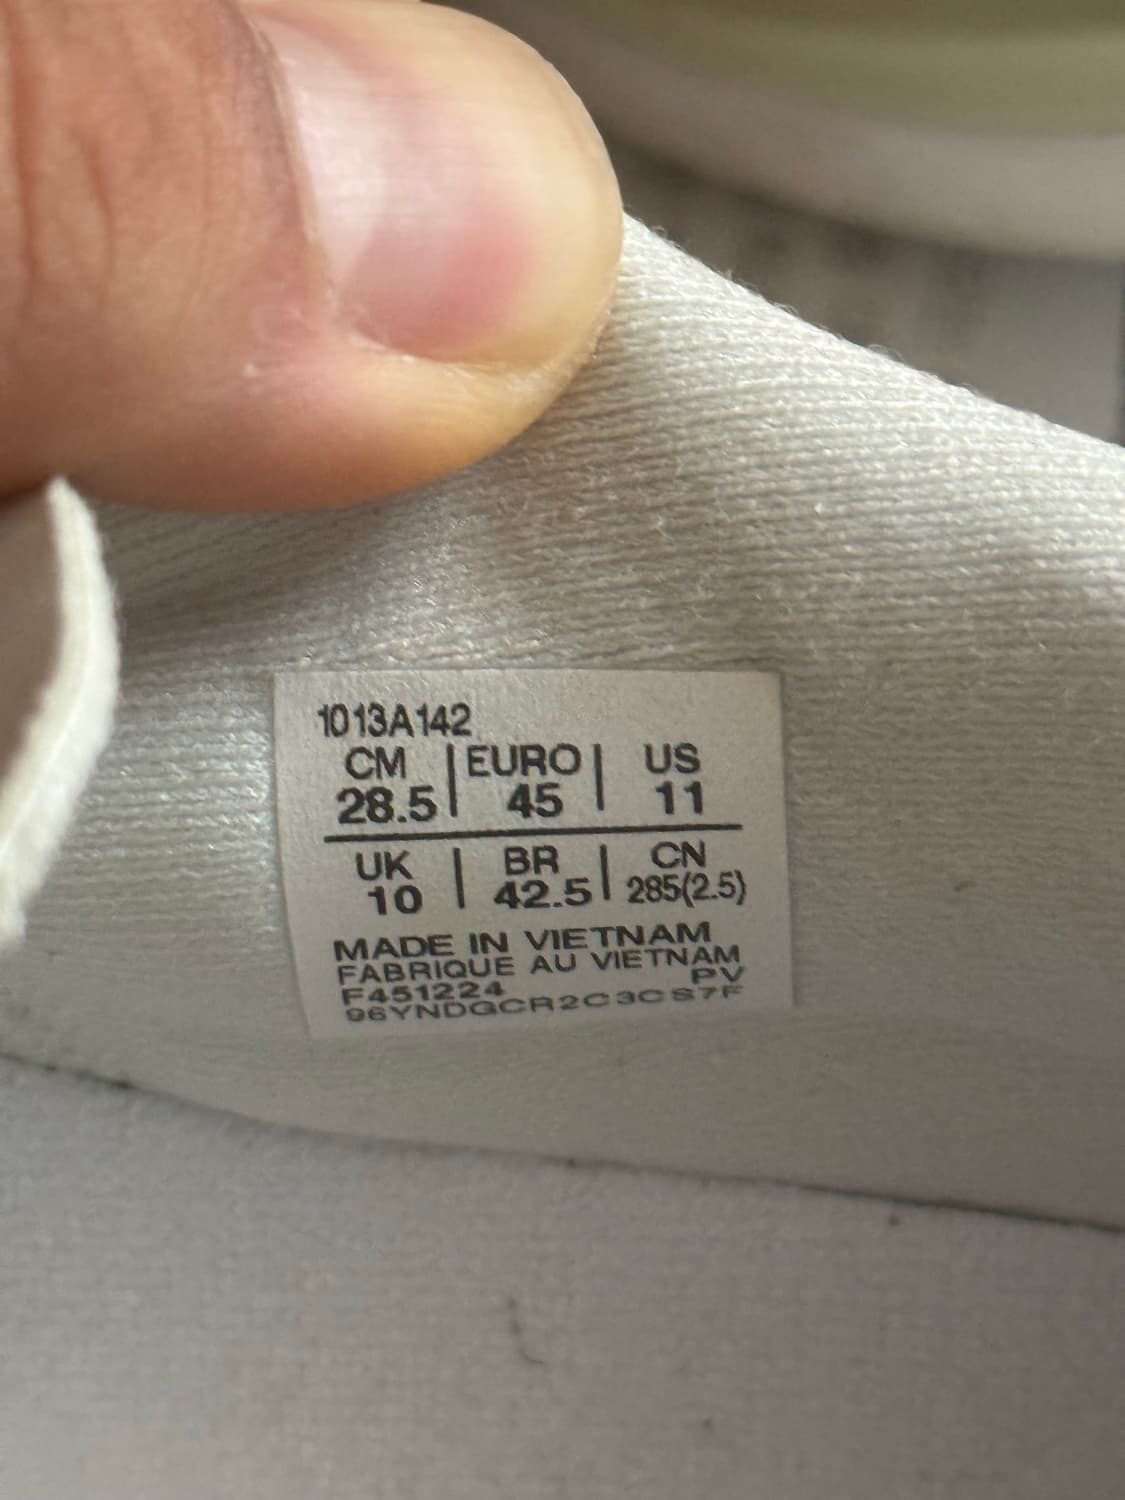 1013A142
CM | EURO | US
28.5 | 45 | 11
UK | BR | CN
10 | 42.5 | 285(2.5)
MADE IN VIETNAM
FABRIQUE AU VIETNAM
PV
F451224
96YNDGCR2C3CS7F